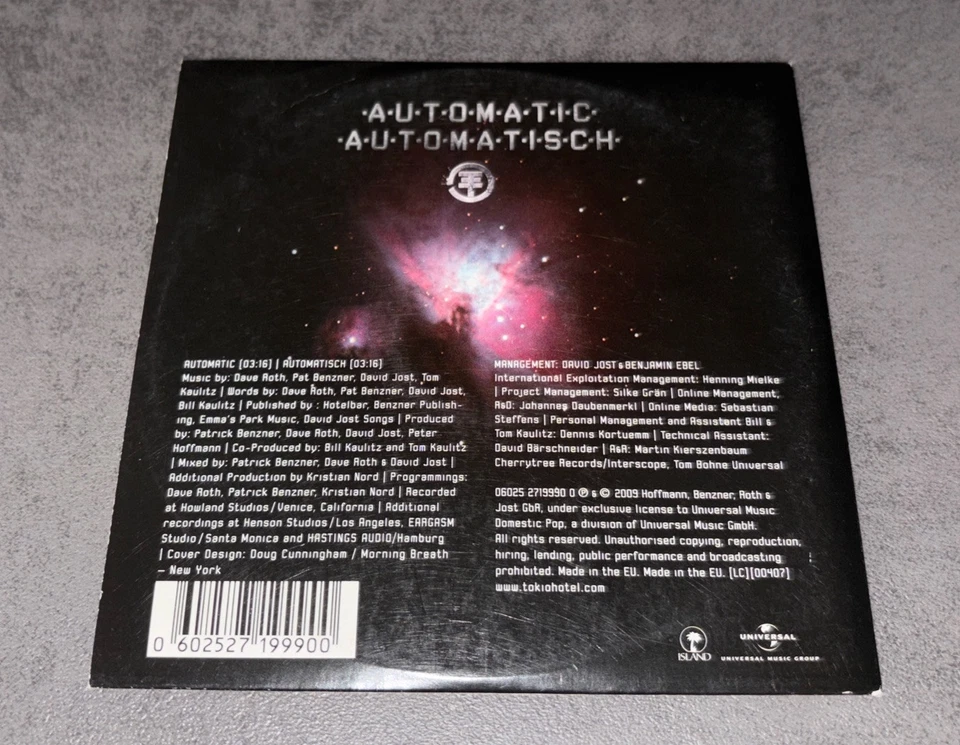 ·A·U·T·O·M·A·T·I·C·
·A·U·T·O·M·A·T·I·S·C·H·
AUTOMATIC [03:16] | AUTOMATISCH [03:16]
Music by: Dave Roth, Pat Benzner, David Jost, Tom
Kaulitz | Words by: Dave Roth, Pat Benzner, David Jost,
Bill Kaulitz | Published by : Hotelbar, Benzner Publish-
ing, Emma's Park Music, David Jost Songs | Produced
by: Patrick Benzner, Dave Roth, David Jost, Peter
Hoffmann | Co-Produced by: Bill Kaulitz and Tom Kaulitz
| Mixed by: Patrick Benzner, Dave Roth & David Jost |
Additional Production by Kristian Nord | Programmings:
Dave Roth, Patrick Benzner, Kristian Nord | Recorded
at Howland Studios/Venice, California | Additional
recordings at Henson Studios/Los Angeles, EARGASM
Studio/Santa Monica and HASTINGS AUDIO/Hamburg
| Cover Design: Doug Cunningham / Morning Breath
– New York
0 602527 199900
MANAGEMENT: DAVID JOST & BENJAMIN EBEL
International Exploitation Management: Henning Mielke
| Project Management: Silke Grän | Online Management,
A&D: Johannes Daubenmerkl | Online Media: Sebastian
Steffens | Personal Management and Assistent Bill &
Tom Kaulitz: Dennis Kortuemm | Technical Assistant:
David Bärschneider | A&R: Martin Kierszenbaum
Cherrytree Records/Interscope, Tom Bohne Universal
06025 2719990 0 ℗ & © 2009 Hoffmann, Benzner, Roth &
Jost GbR, under exclusive license to Universal Music
Domestic Pop, a division of Universal Music GmbH.
All rights reserved. Unauthorised copying, reproduction,
hiring, lending, public performance and broadcasting
prohibited. Made in the EU. Made in the EU. [LC][00407]
www.tokiohotel.com
ISLAND
UNIVERSAL
UNIVERSAL MUSIC GROUP